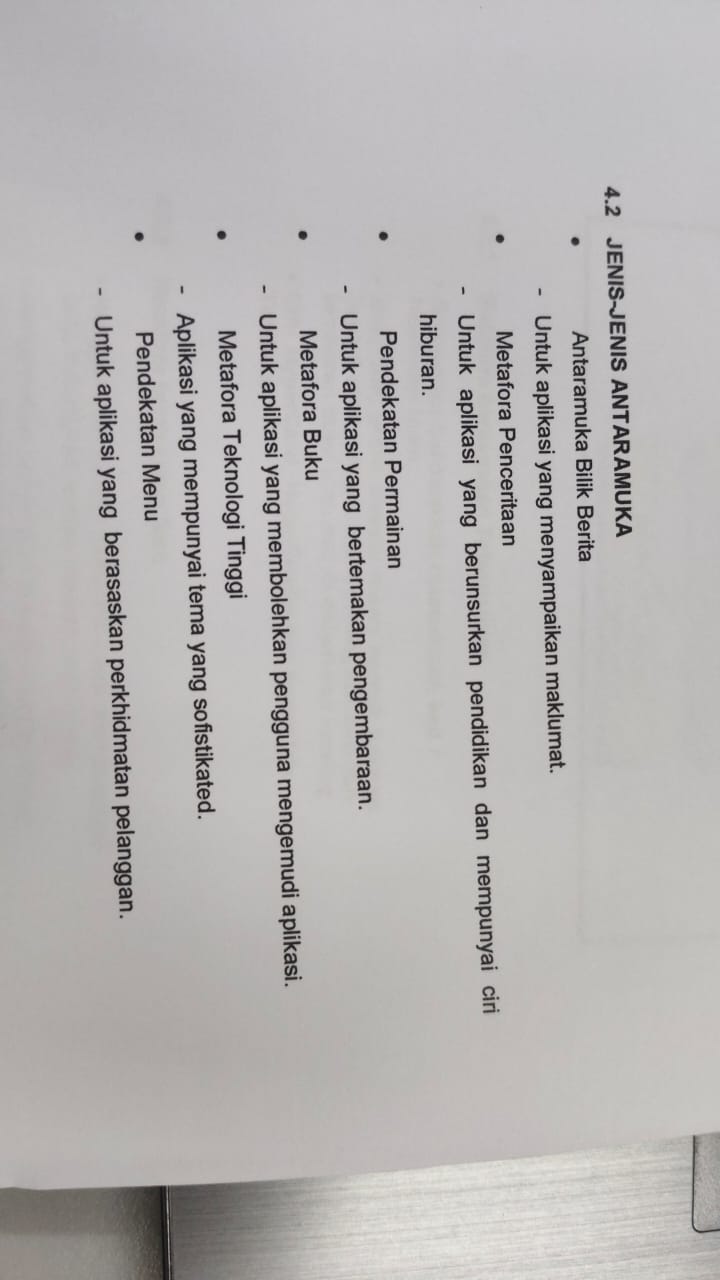 4.2 JENIS-JENIS ANTARAMUKA
• Antaramuka Bilik Berita
- Untuk aplikasi yang menyampaikan maklumat.
• Metafora Penceritaan
- Untuk aplikasi yang berunsurkan pendidikan dan mempunyai ciri
hiburan.
• Pendekatan Permainan
- Untuk aplikasi yang bertemakan pengembaraan.
• Metafora Buku
- Untuk aplikasi yang membolehkan pengguna mengemudi aplikasi.
• Metafora Teknologi Tinggi
- Aplikasi yang mempunyai tema yang sofistikated.
• Pendekatan Menu
- Untuk aplikasi yang berasaskan perkhidmatan pelanggan.